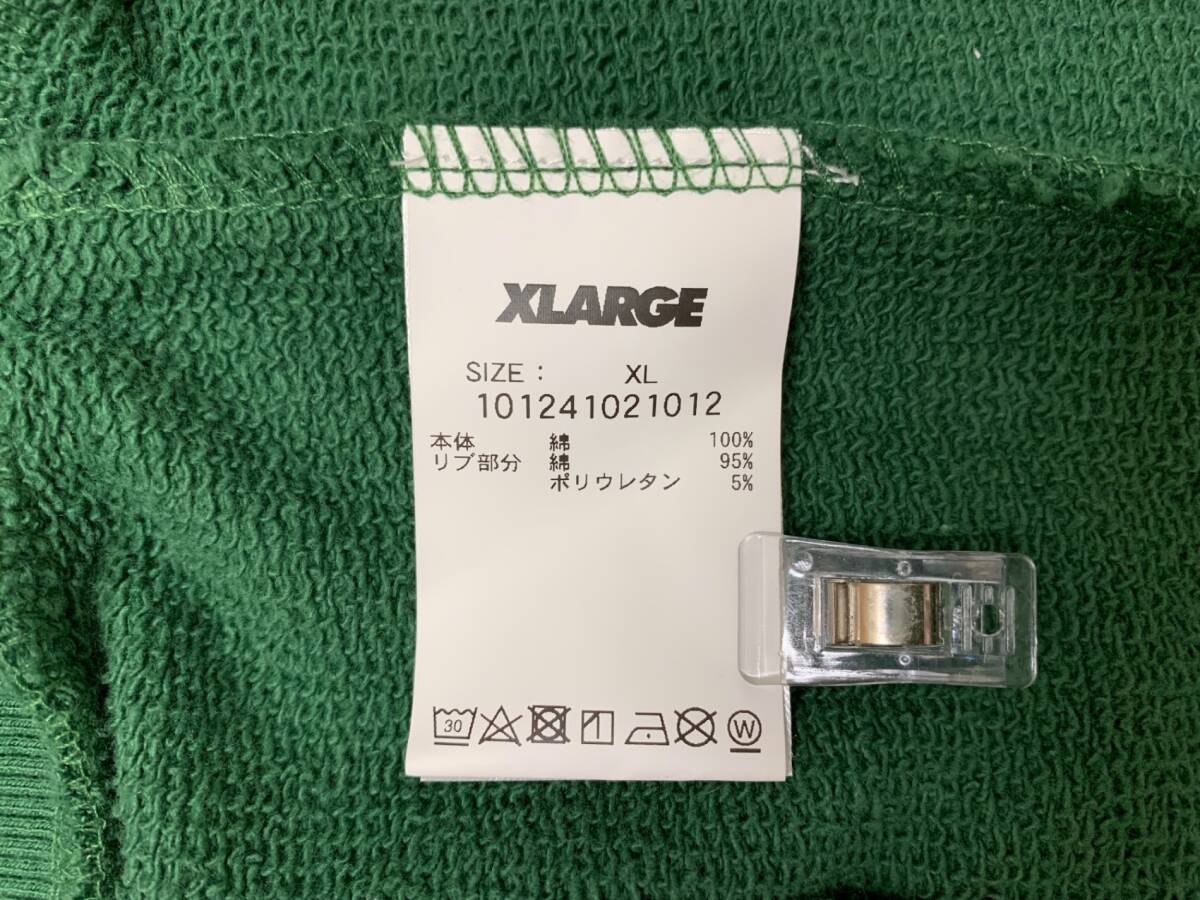 XLARGE
SIZE : XL
101241021012
本体 綿 100%
リブ部分 綿 95%
ポリウレタン 5%
30 W